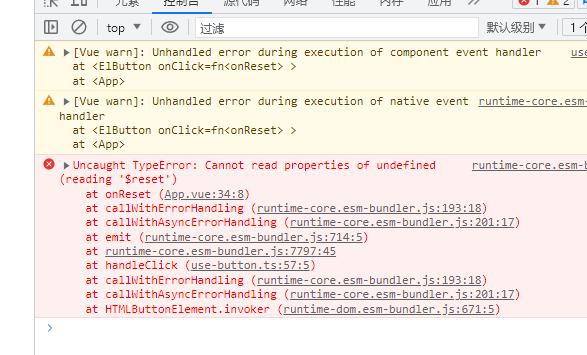 元素 控制台 源代码 网络 性能 内存 应用 1 2
top 过滤 默认级别 1 个
[Vue warn]: Unhandled error during execution of component event handler use
at <ElButton onClick=fn<onReset> >
at <App>
[Vue warn]: Unhandled error during execution of native event runtime-core.esm-
handler
at <ElButton onClick=fn<onReset> >
at <App>
Uncaught TypeError: Cannot read properties of undefined runtime-core.esm-b
(reading '$reset')
at onReset (App.vue:34:8)
at callWithErrorHandling (runtime-core.esm-bundler.js:193:18)
at callWithAsyncErrorHandling (runtime-core.esm-bundler.js:201:17)
at emit (runtime-core.esm-bundler.js:714:5)
at runtime-core.esm-bundler.js:7797:45
at handleClick (use-button.ts:57:5)
at callWithErrorHandling (runtime-core.esm-bundler.js:193:18)
at callWithAsyncErrorHandling (runtime-core.esm-bundler.js:201:17)
at HTMLButtonElement.invoker (runtime-dom.esm-bundler.js:671:5)